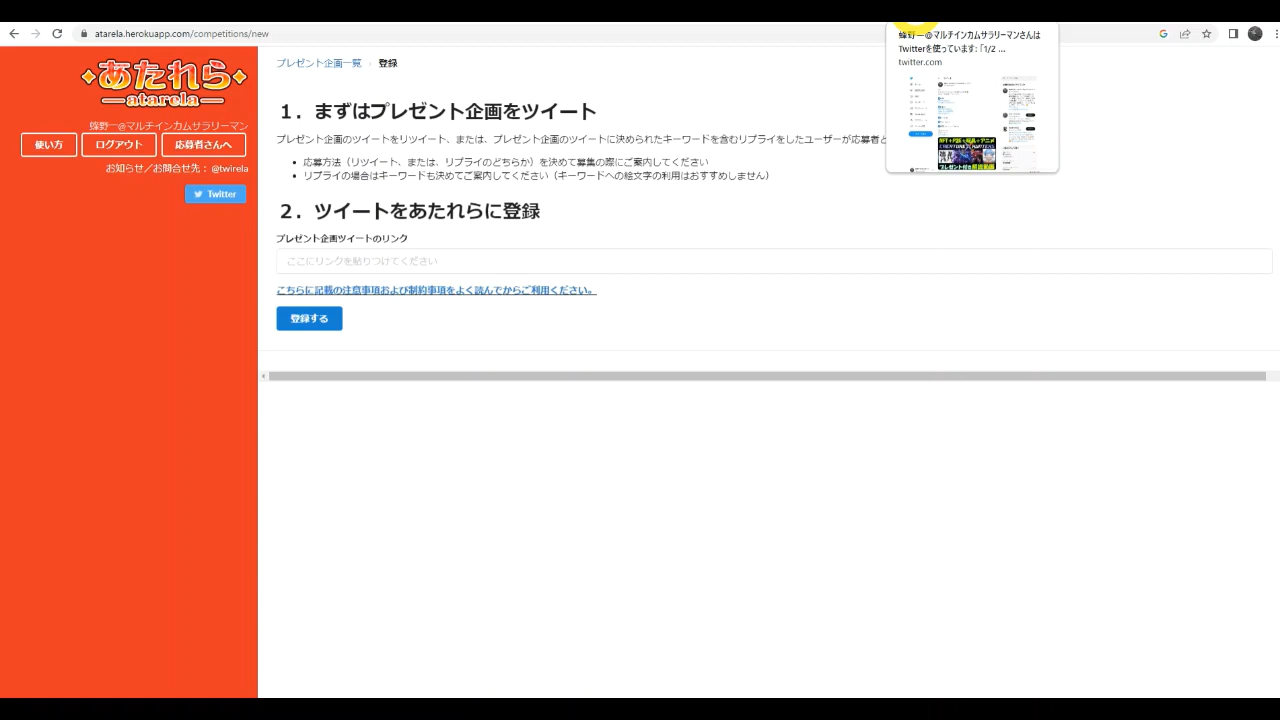 atarela.herokuapp.com/competitions/new
蜂野一@マルチインカムサラリーマンさんは
Twitterを使っています:「1/2 ...
twitter.com
あたれら
atarela
蜂野一@マルチインカムサラリーマン
使い方
ログアウト
応募者さんへ
お知らせ/お問合せ先: @twirela
Twitter
プレゼント企画一覧
登録
1. まずはプレゼント企画をツイート
ゼント企画のツイートをリツイート、または、プレゼント企画ツイートに決められたキーワードを含むリプライをしたユーザーが応募者と
方法(リツイート または、リプライのどちらか)を決めて募集の際にご案内してください
リプライの場合はキーワードも決めてご案内してください(キーワードへの絵文字の利用はおすすめしません)
2. ツイートをあたれらに登録
プレゼント企画ツイートのリンク
ここにリンクを貼りつけてください
こちらに記載の注意事項および制約事項をよく読んでからご利用ください。
登録する